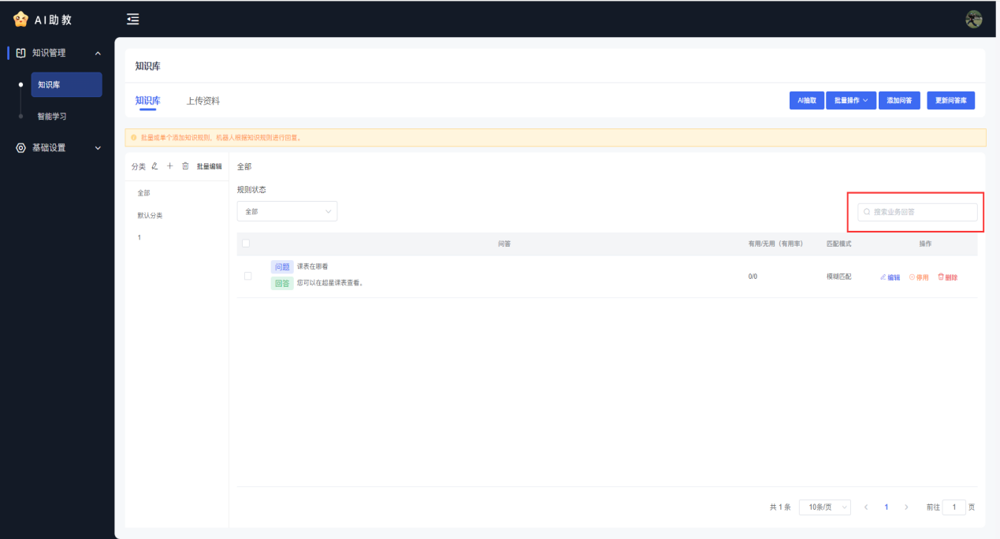 AI助教
知识管理
知识库
智能学习
基础设置
知识库
知识库 上传资料 AI抽取 批量操作 添加问答 更新问答库
批量或单个添加知识规则，机器人根据知识规则进行回复。
分类 批量编辑
全部
默认分类
1
全部
规则状态
全部
搜索业务回答
问答 有用/无用（有用率） 匹配模式 操作
问题 课表在哪看
回答 您可以在超星课表查看。
0/0 模糊匹配 编辑 停用 删除
共 1 条 10条/页 1 前往 1 页